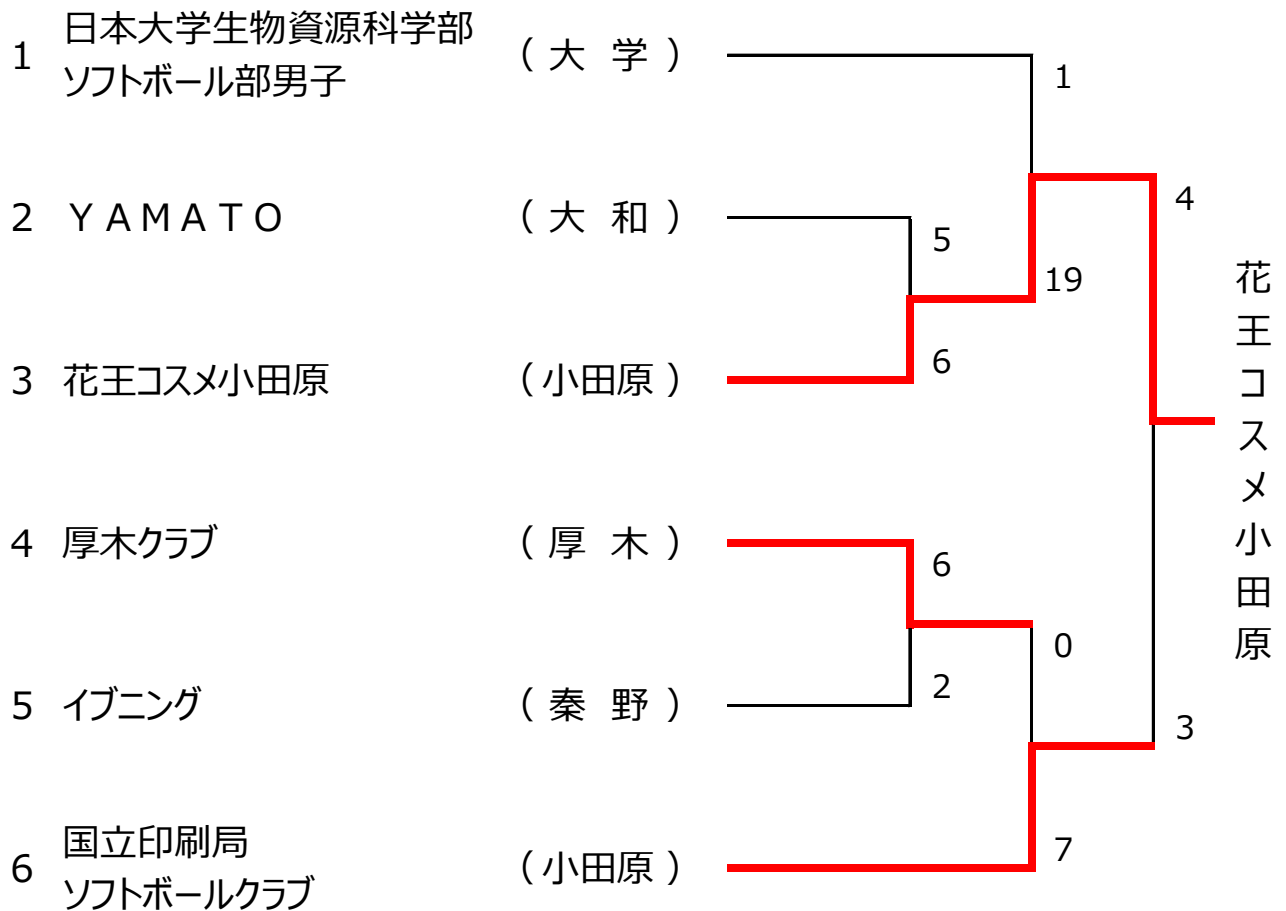 1 日本大学生物資源科学部
ソフトボール部男子
（ 大 学 ）
1
4
2 ＹＡＭＡＴＯ
（ 大 和 ）
5
19
3 花王コスメ小田原
（ 小田原 ）
6
花王コスメ小田原
4 厚木クラブ
（ 厚 木 ）
6
0
5 イブニング
（ 秦 野 ）
2
3
6 国立印刷局
ソフトボールクラブ
（ 小田原 ）
7